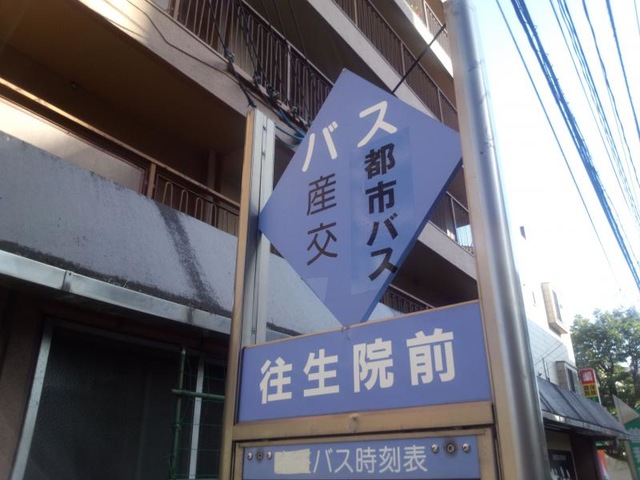 バス
産交
都市バス
往生院前
バス時刻表